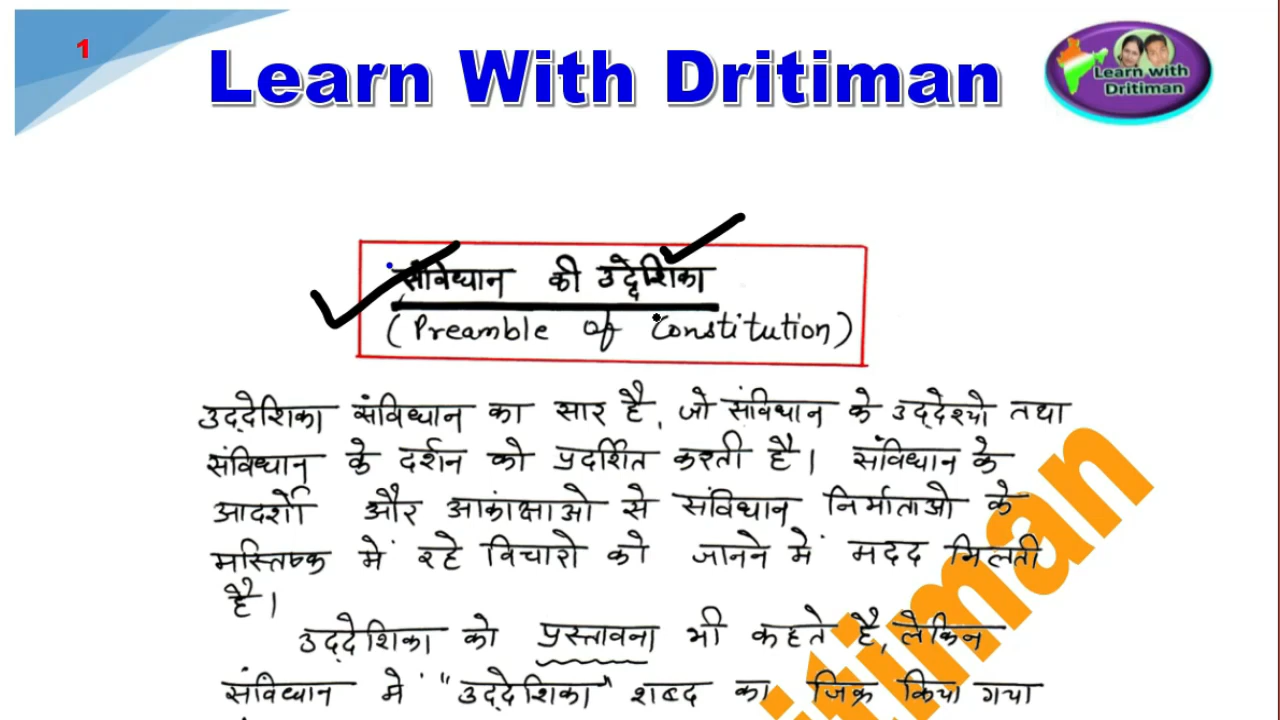 1
Learn With Dritiman
Learn with
Dritiman
संविधान की उद्देशिका
(Preamble of Constitution)
उद्देशिका संविधान का सार है, जो संविधान के उद्देश्यो तथा
संविधान के दर्शन को प्रदर्शित करती है। संविधान के
आदर्शो और आकांक्षाओ से संविधान निर्माताओ के
मस्तिष्क में रहे विचारो को जानने में मदद मिलती
है।
उद्देशिका को प्रस्तावना भी कहते है, लेकिन
संविधान में "उद्देशिका" शब्द का जिक्र किया गया